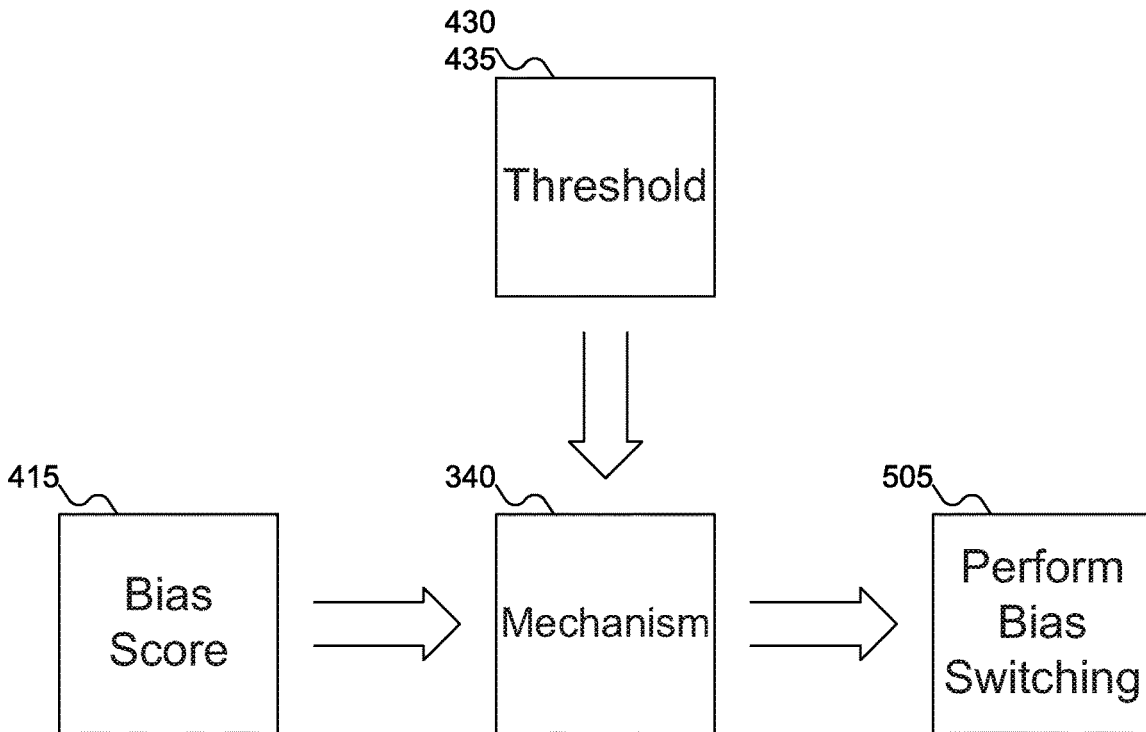 430
435
Threshold
415
340
505
Bias
Score
Mechanism
Perform
Bias
Switching